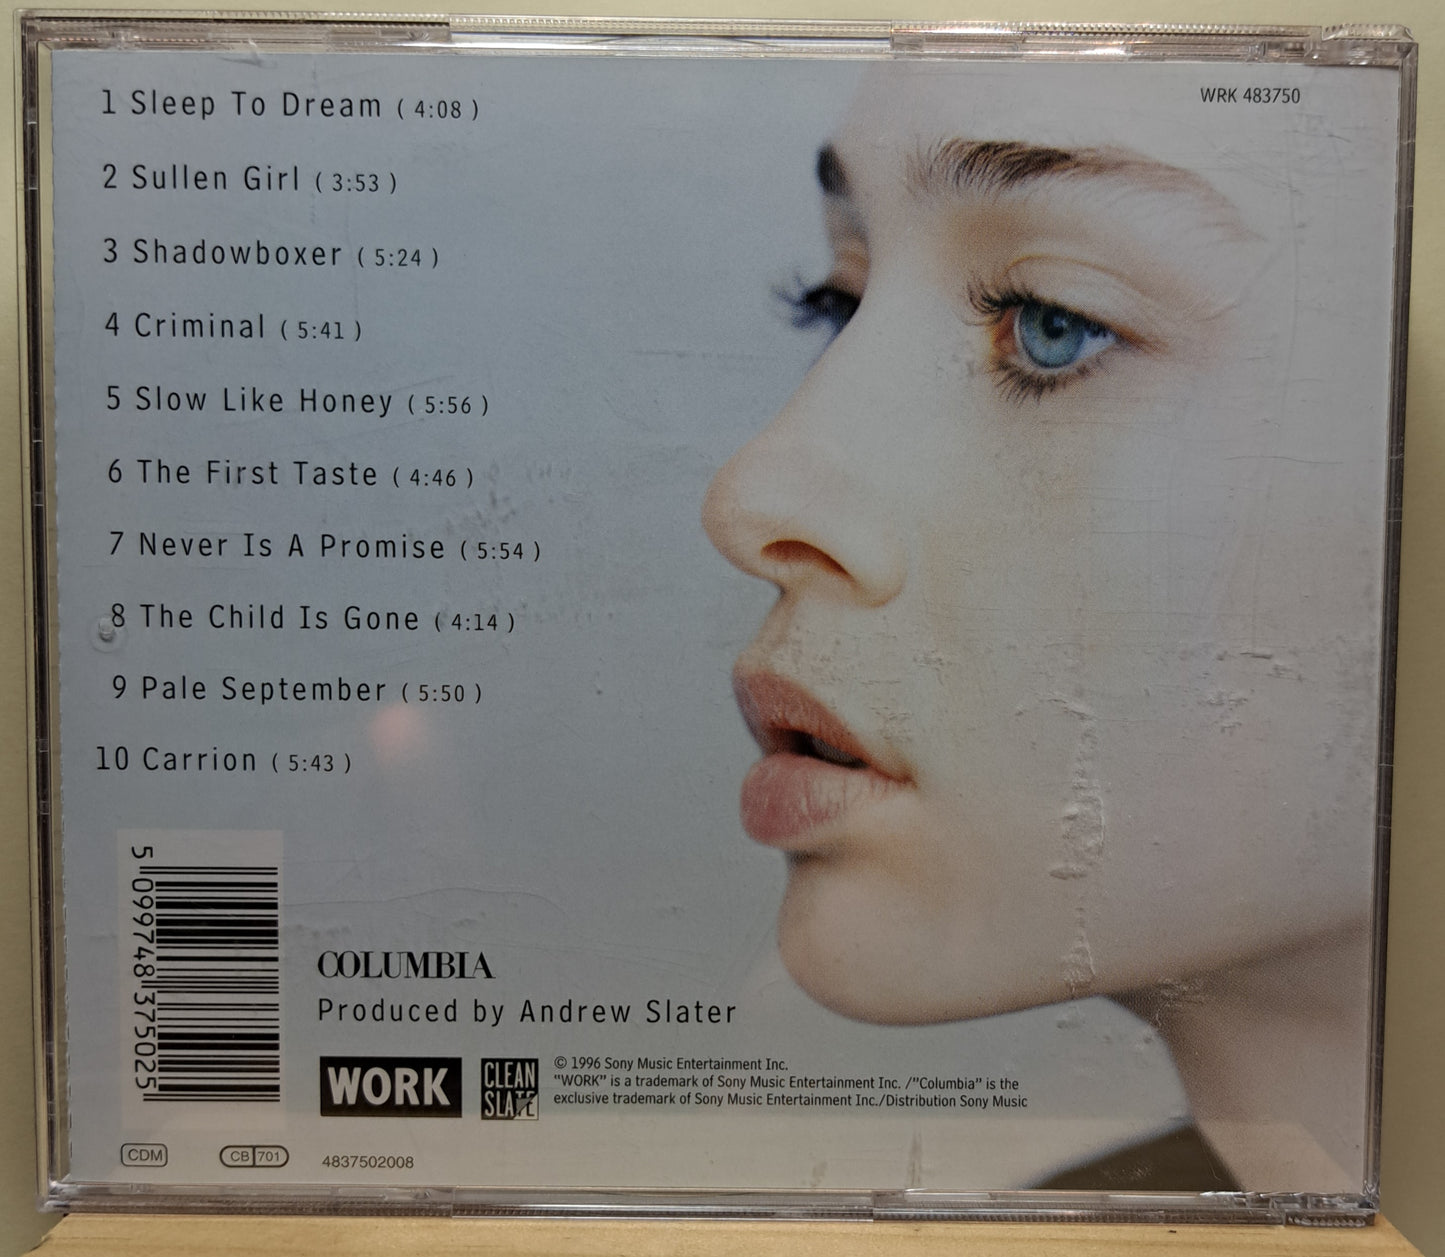 1 Sleep To Dream ( 4:08 )
WRK 483750
2 Sullen Girl ( 3:53 )
3 Shadowboxer ( 5:24 )
4 Criminal ( 5:41 )
5 Slow Like Honey ( 5:56 )
6 The First Taste ( 4:46 )
7 Never Is A Promise ( 5:54 )
8 The Child Is Gone ( 4:14 )
9 Pale September ( 5:50 )
10 Carrion ( 5:43 )
5 099748 375025
COLUMBIA
Produced by Andrew Slater
WORK
CLEAN
SLATE
© 1996 Sony Music Entertainment Inc.
"WORK" is a trademark of Sony Music Entertainment Inc. /"Columbia" is the
exclusive trademark of Sony Music Entertainment Inc./Distribution Sony Music
CDM
CB 701
4837502008